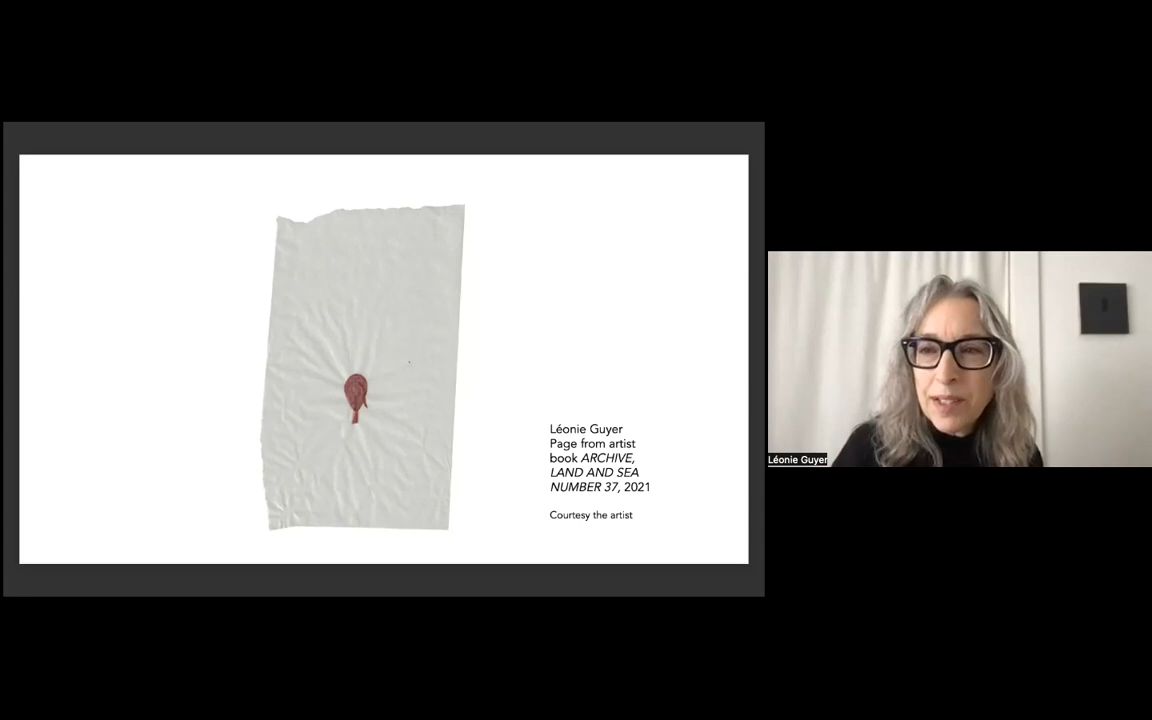 Léonie Guyer
Page from artist
book ARCHIVE,
LAND AND SEA
NUMBER 37, 2021
Courtesy the artist
Léonie Guyer